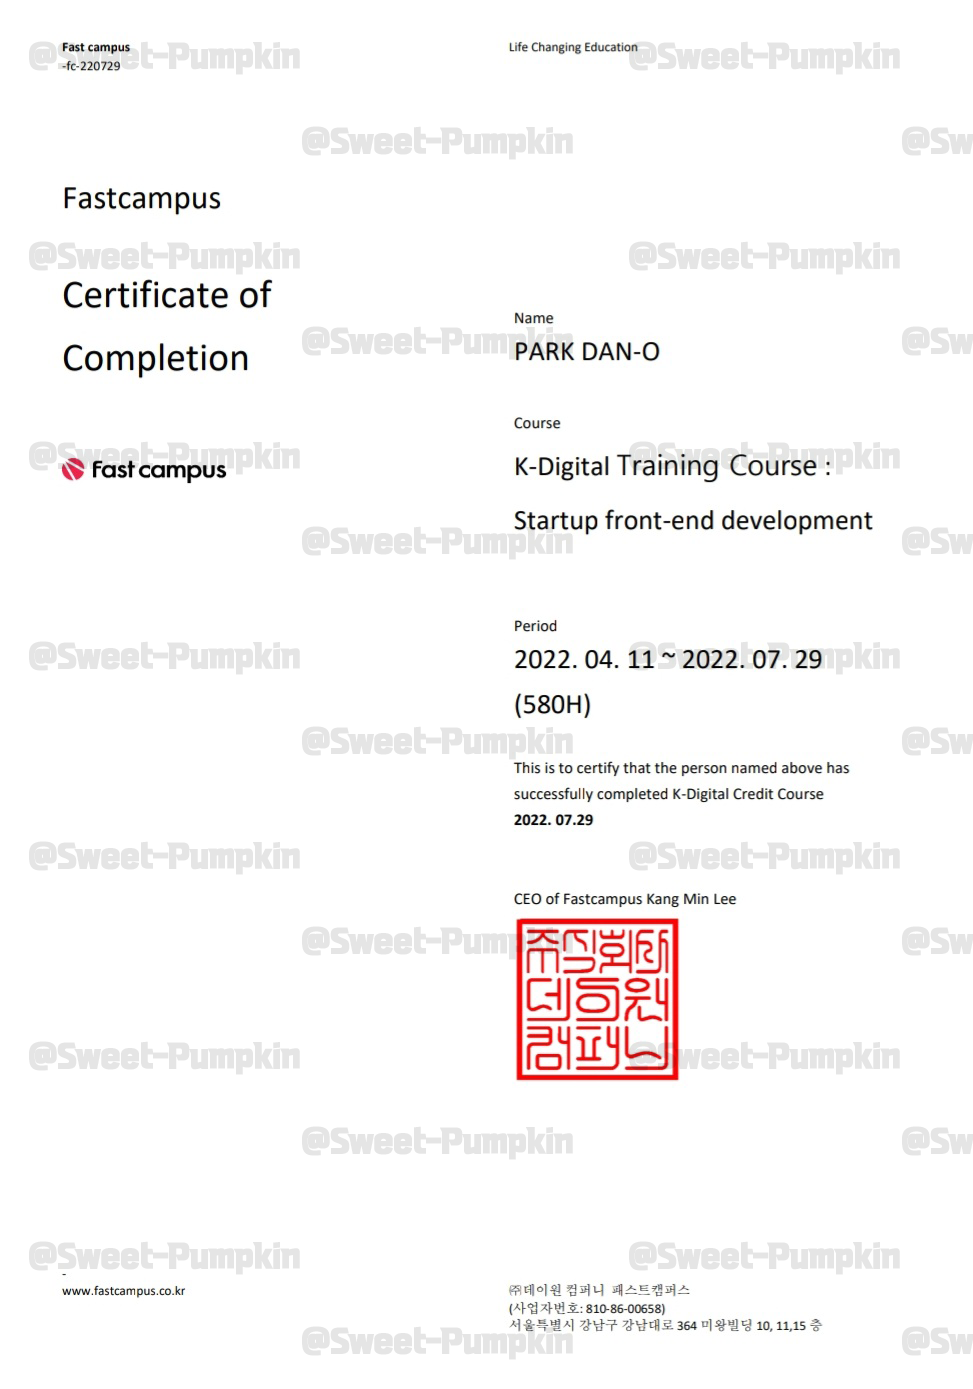 Fast campus
-fc-220729
Life Changing Education
Fastcampus
Certificate of
Completion
Fast campus
Name
PARK DAN-O
Course
K-Digital Training Course :
Startup front-end development
Period
2022. 04. 11 ~ 2022. 07. 29
(580H)
This is to certify that the person named above has
successfully completed K-Digital Credit Course
2022. 07.29
CEO of Fastcampus Kang Min Lee
주식회사
데이원
컴퍼니
-
www.fastcampus.co.kr
㈜데이원 컴퍼니 패스트캠퍼스
(사업자번호: 810-86-00658)
서울특별시 강남구 강남대로 364 미왕빌딩 10, 11,15 층
@Sweet-Pumpkin